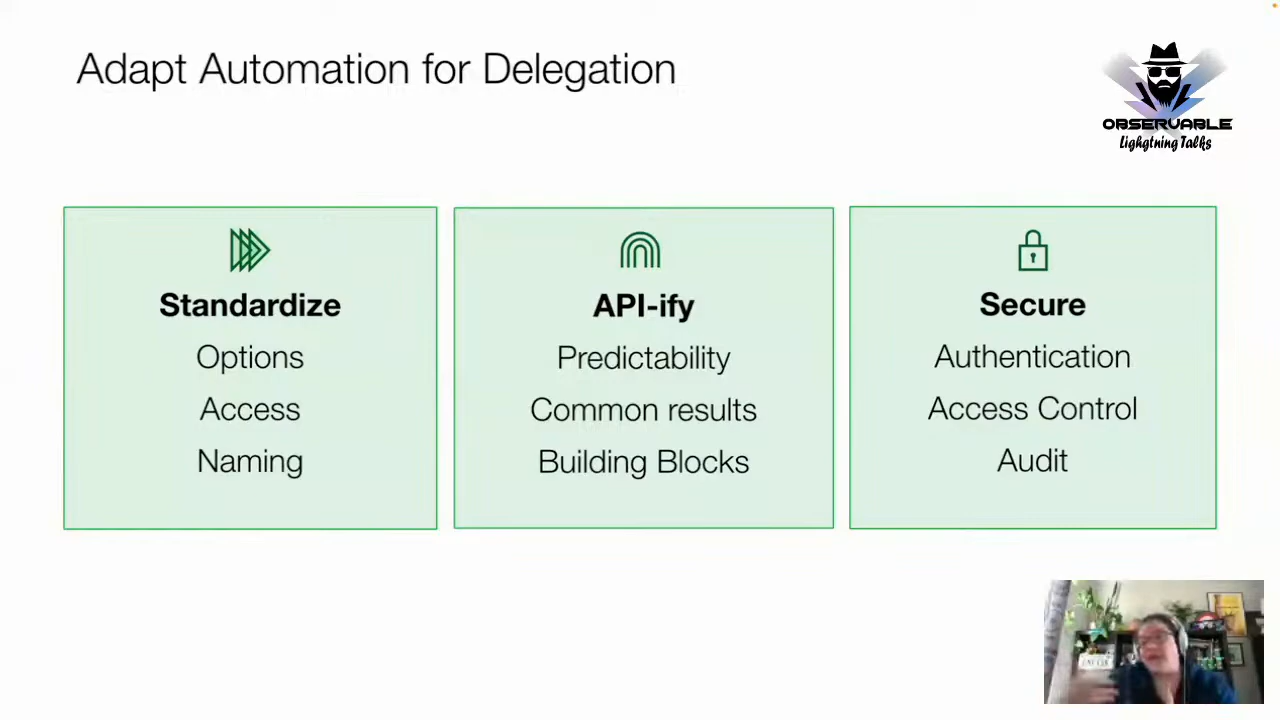 Adapt Automation for Delegation
OBSERVABLE
Lighgtning Talks
Standardize
Options
Access
Naming
API-ify
Predictability
Common results
Building Blocks
Secure
Authentication
Access Control
Audit